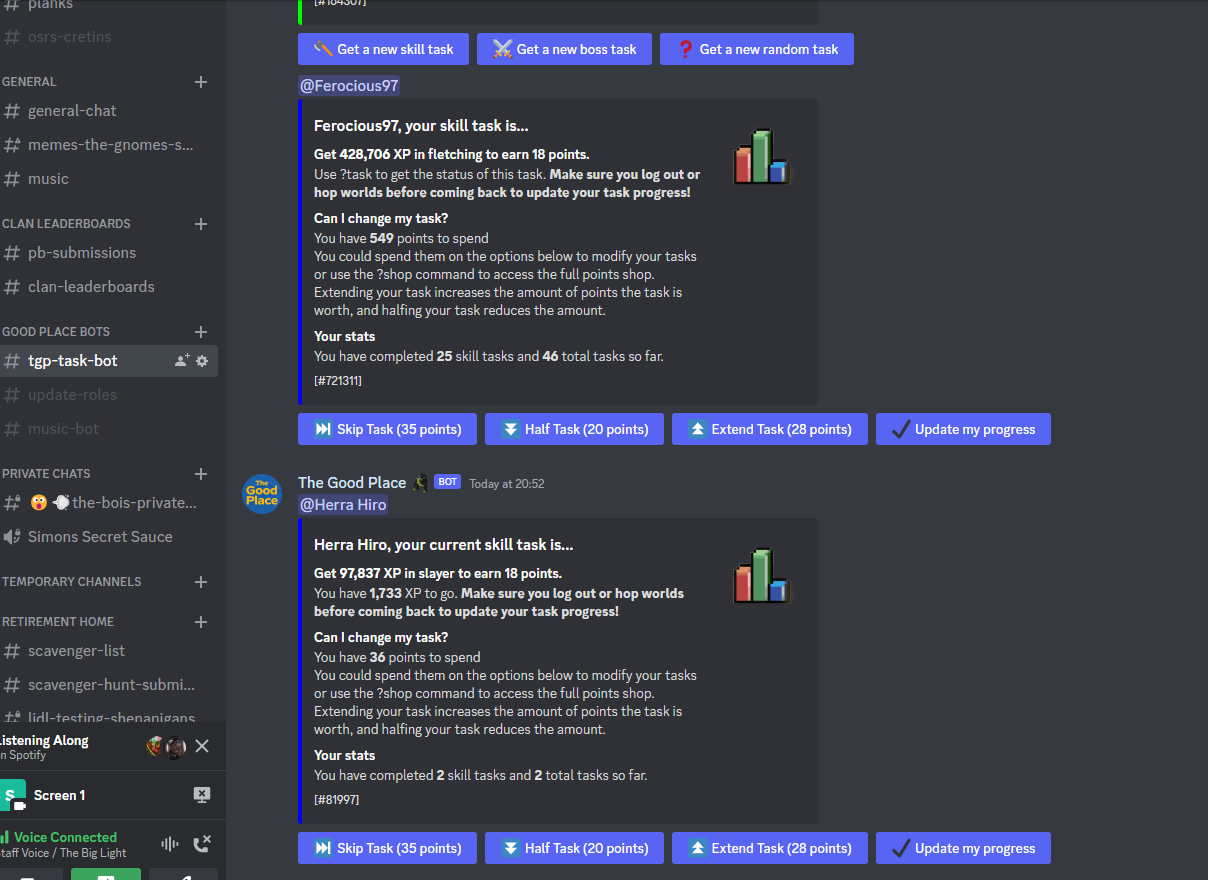 planks
osrs-cretins
GENERAL
general-chat
memes-the-gnomes-s...
music
CLAN LEADERBOARDS
pb-submissions
clan-leaderboards
GOOD PLACE BOTS
tgp-task-bot
update-roles
music-bot
PRIVATE CHATS
the-bois-private...
Simons Secret Sauce
TEMPORARY CHANNELS
RETIREMENT HOME
scavenger-list
scavenger-hunt-submi...
lidl-testing-shenanigans
istening Along
n Spotify
S
Screen 1
Voice Connected
taff Voice / The Big Light
[#164307]
Get a new skill task
Get a new boss task
Get a new random task
@Ferocious97
Ferocious97, your skill task is...
Get 428,706 XP in fletching to earn 18 points.
Use ?task to get the status of this task. Make sure you log out or
hop worlds before coming back to update your task progress!
Can I change my task?
You have 549 points to spend
You could spend them on the options below to modify your tasks
or use the ?shop command to access the full points shop.
Extending your task increases the amount of points the task is
worth, and halfing your task reduces the amount.
Your stats
You have completed 25 skill tasks and 46 total tasks so far.
[#721311]
Skip Task (35 points)
Half Task (20 points)
Extend Task (28 points)
Update my progress
The Good Place
The Good Place BOT Today at 20:52
@Herra Hiro
Herra Hiro, your current skill task is...
Get 97,837 XP in slayer to earn 18 points.
You have 1,733 XP to go. Make sure you log out or hop worlds
before coming back to update your task progress!
Can I change my task?
You have 36 points to spend
You could spend them on the options below to modify your tasks
or use the ?shop command to access the full points shop.
Extending your task increases the amount of points the task is
worth, and halfing your task reduces the amount.
Your stats
You have completed 2 skill tasks and 2 total tasks so far.
[#81997]
Skip Task (35 points)
Half Task (20 points)
Extend Task (28 points)
Update my progress